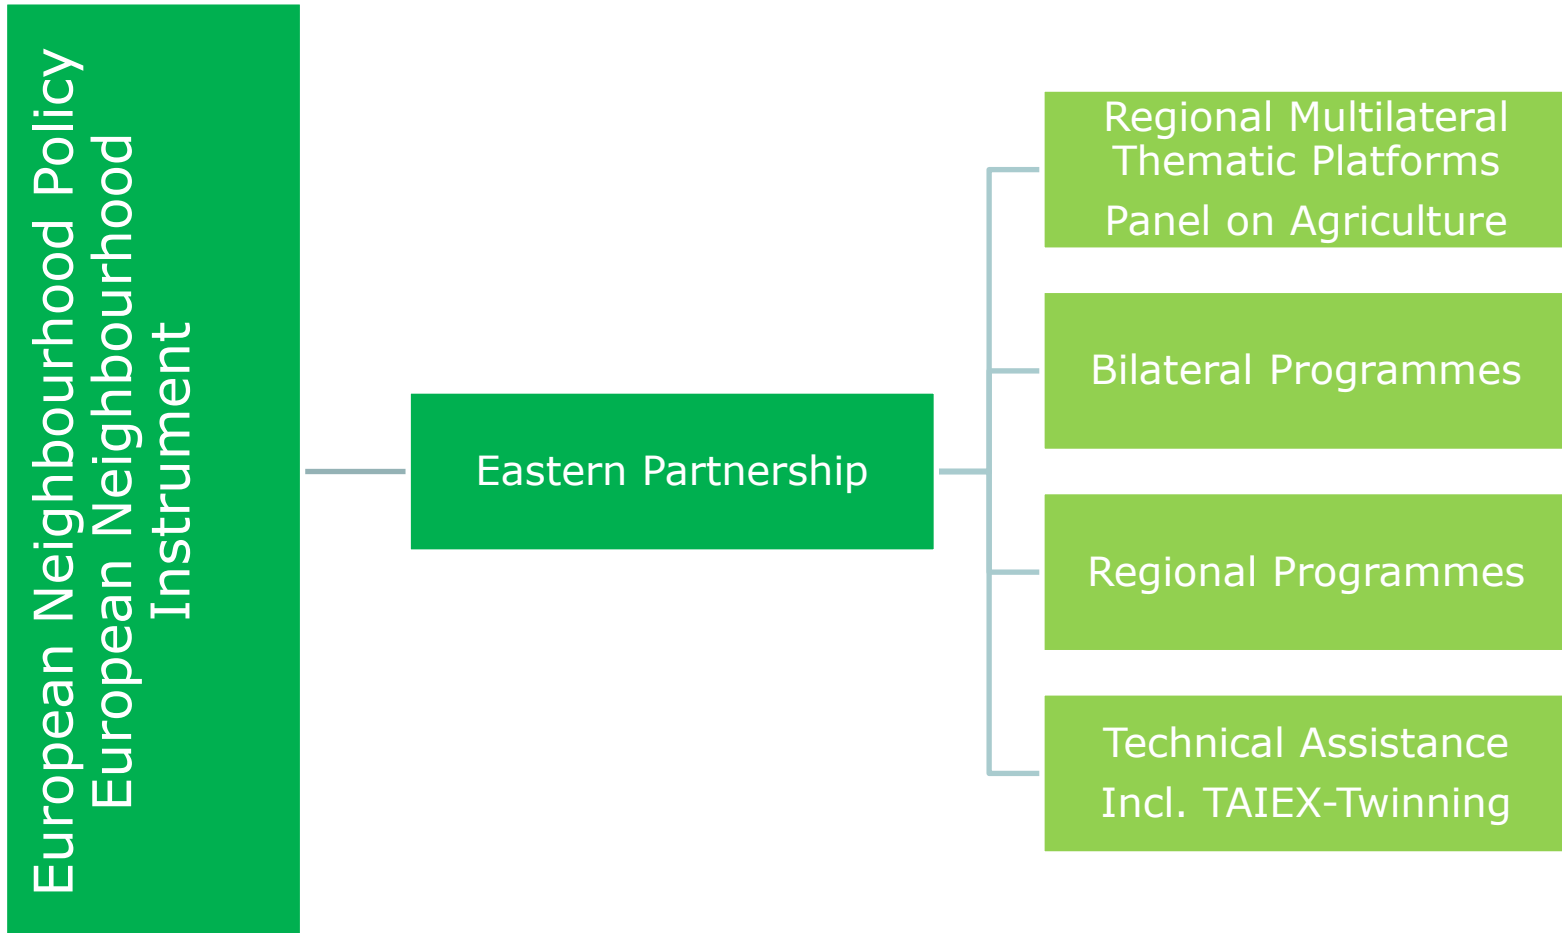 European Neighbourhood Policy
European Neighbourhood
Instrument
Eastern Partnership
Regional Multilateral
Thematic Platforms
Panel on Agriculture
Bilateral Programmes
Regional Programmes
Technical Assistance
Incl. TAIEX-Twinning